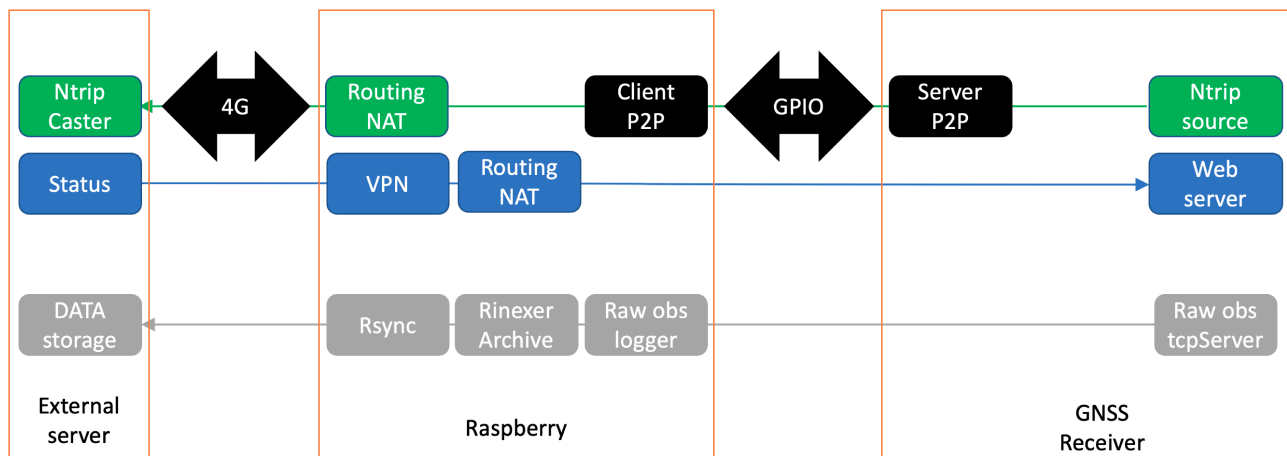 Ntrip
Caster
4G
Routing
NAT
Client
P2P
GPIO
Server
P2P
Ntrip
source
Status
VPN
Routing
NAT
Web
server
DATA
storage
Rsync
Rinexer
Archive
Raw obs
logger
Raw obs
tcpServer
External
server
Raspberry
GNSS
Receiver